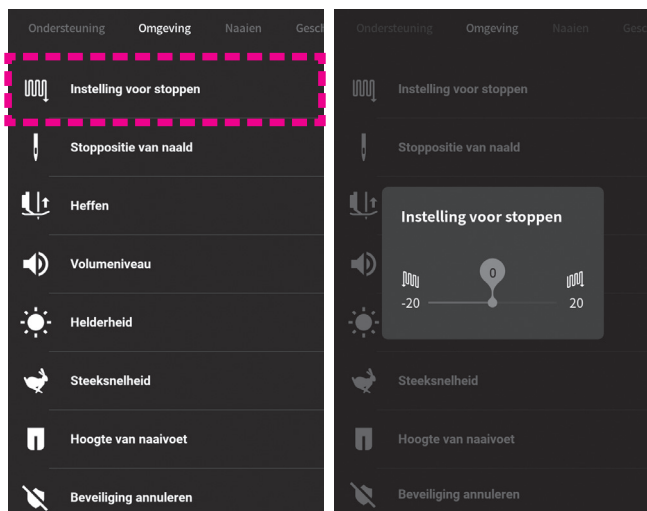 Ondersteuning Omgeving Naaien Gescl
Instelling voor stoppen
Stoppositie van naald
Heffen
Volumeniveau
Helderheid
Steeksnelheid
Hoogte van naaivoet
Beveiliging annuleren
Ondersteuning Omgeving Naaien Gesc
Instelling voor stoppen
Stoppositie van naald
Instelling voor stoppen
0
-20 20
Steeksnelheid
Hoogte van naaivoet
Beveiliging annuleren